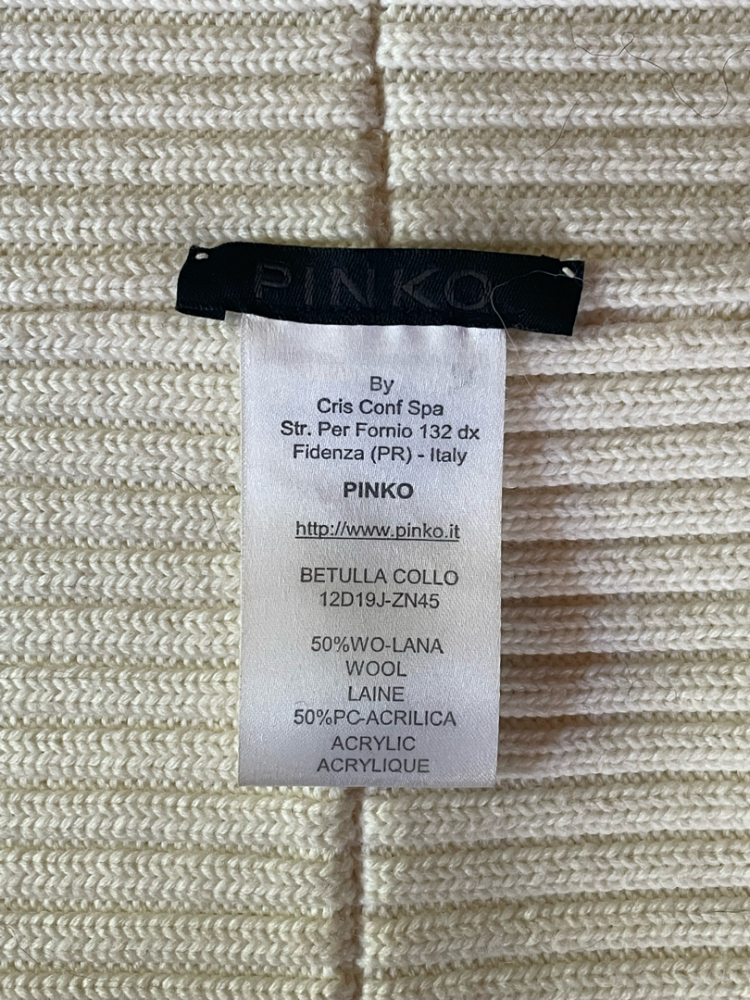 PINKO
By
Cris Conf Spa
Str. Per Fornio 132 dx
Fidenza (PR) - Italy
PINKO
http://www.pinko.it
BETULLA COLLO
12D19J-ZN45
50%WO-LANA
WOOL
LAINE
50%PC-ACRILICA
ACRYLIC
ACRYLIQUE